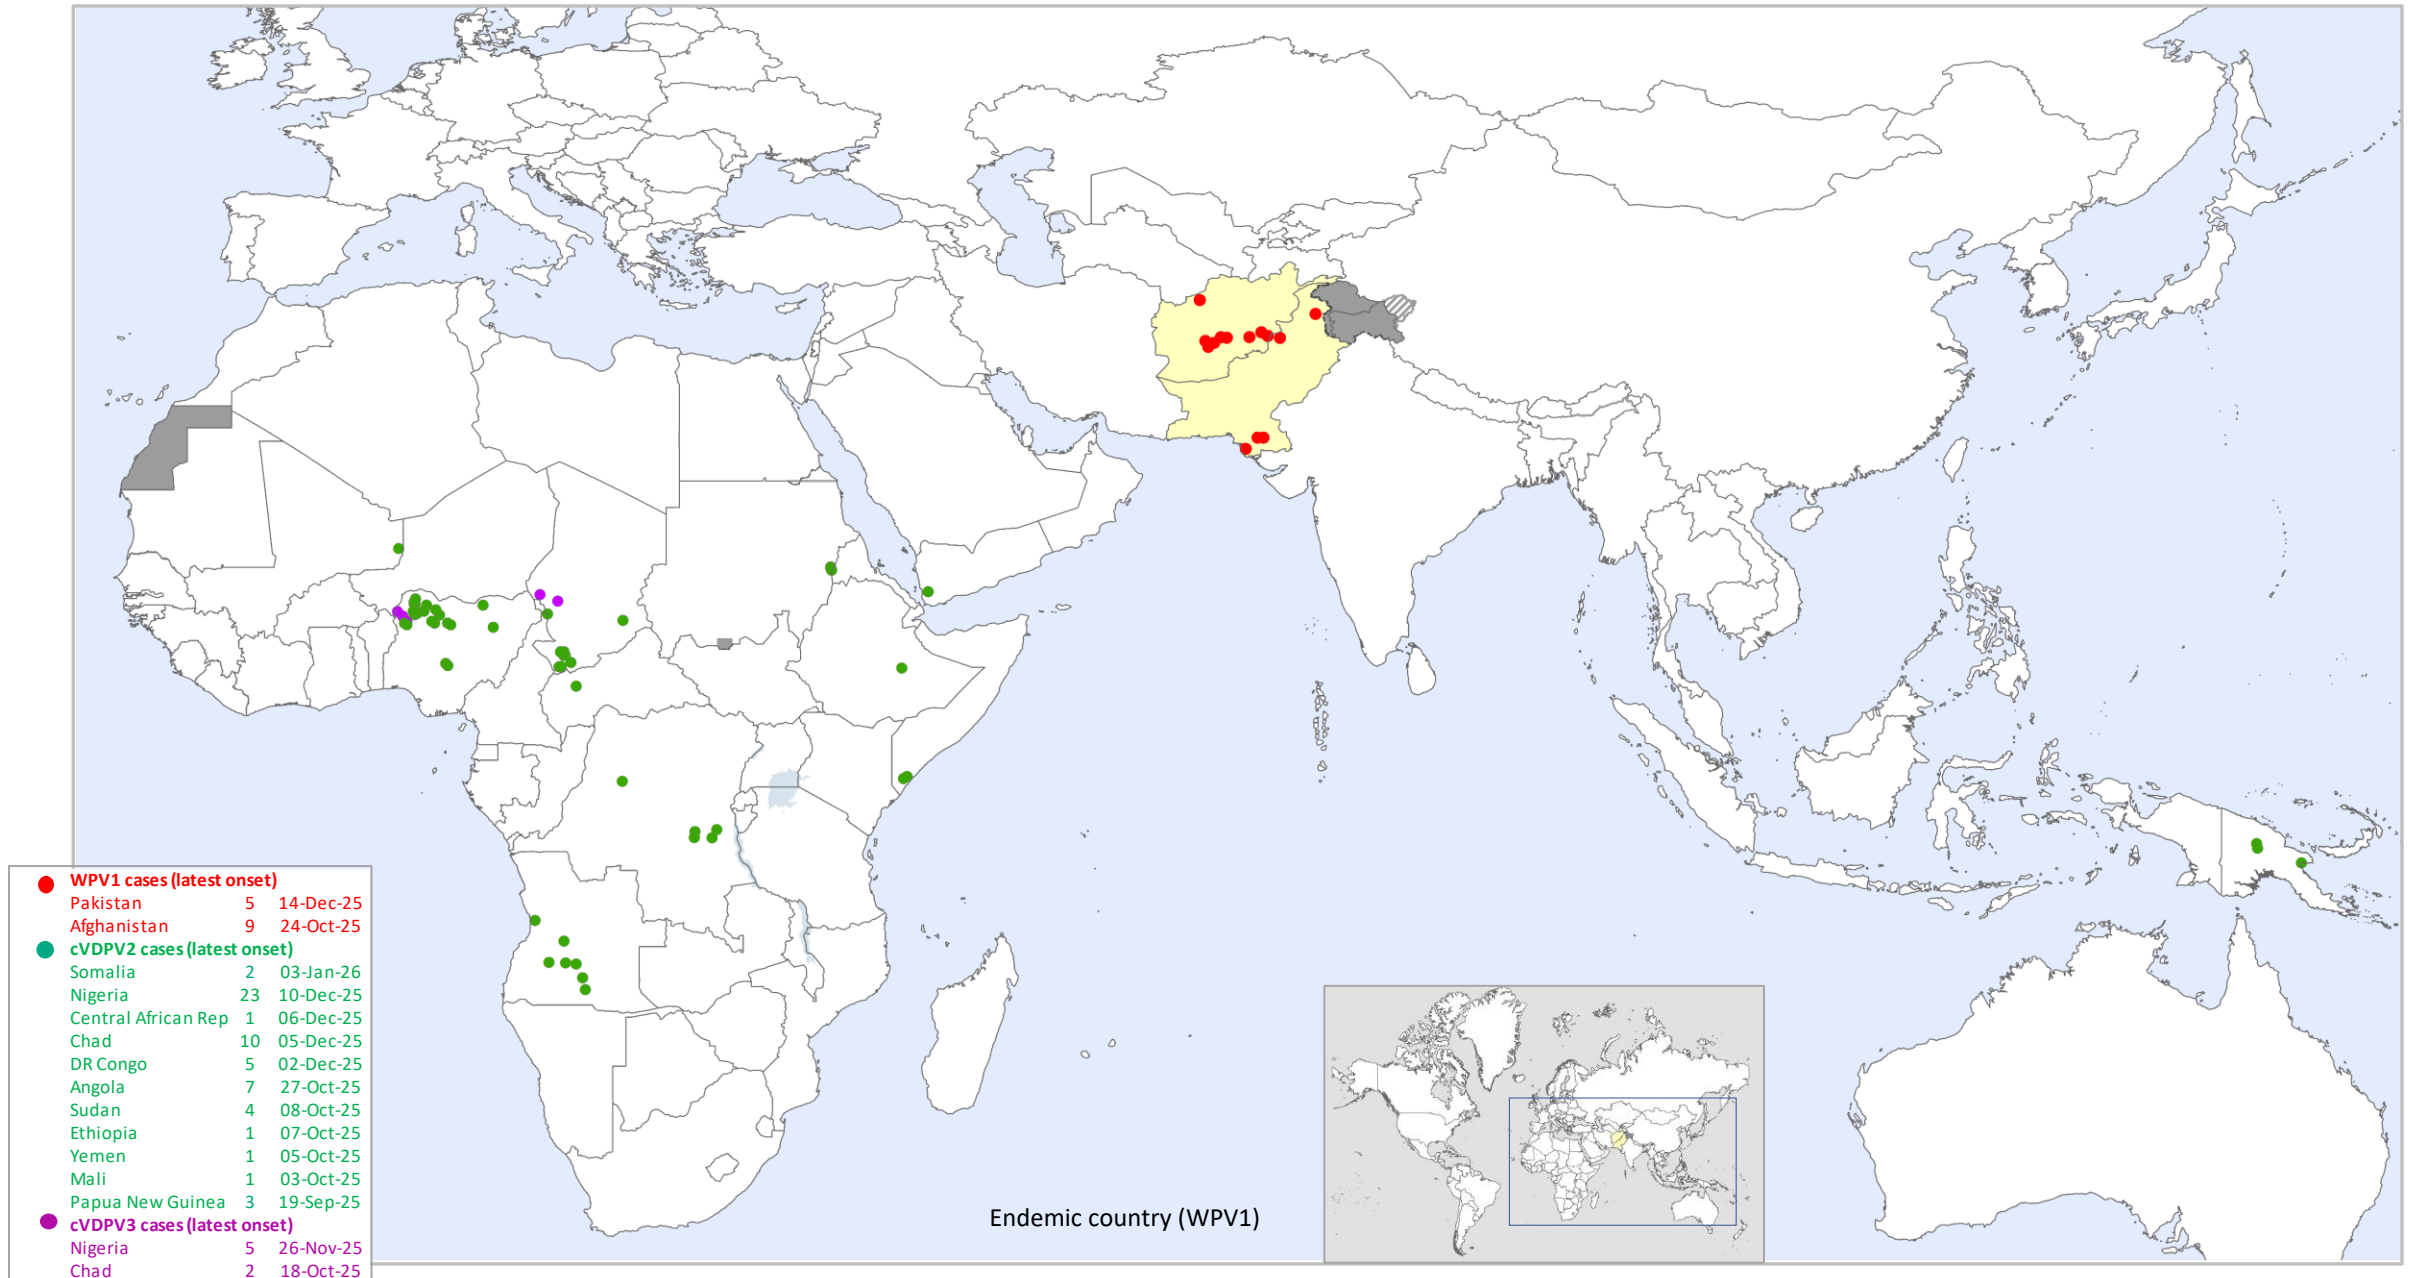 WPV1 cases (latest onset)
Pakistan 5 14-Dec-25
Afghanistan 9 24-Oct-25
cVDPV2 cases (latest onset)
Somalia 2 03-Jan-26
Nigeria 23 10-Dec-25
Central African Rep 1 06-Dec-25
Chad 10 05-Dec-25
DR Congo 5 02-Dec-25
Angola 7 27-Oct-25
Sudan 4 08-Oct-25
Ethiopia 1 07-Oct-25
Yemen 1 05-Oct-25
Mali 1 03-Oct-25
Papua New Guinea 3 19-Sep-25
cVDPV3 cases (latest onset)
Nigeria 5 26-Nov-25
Chad 2 18-Oct-25
Endemic country (WPV1)